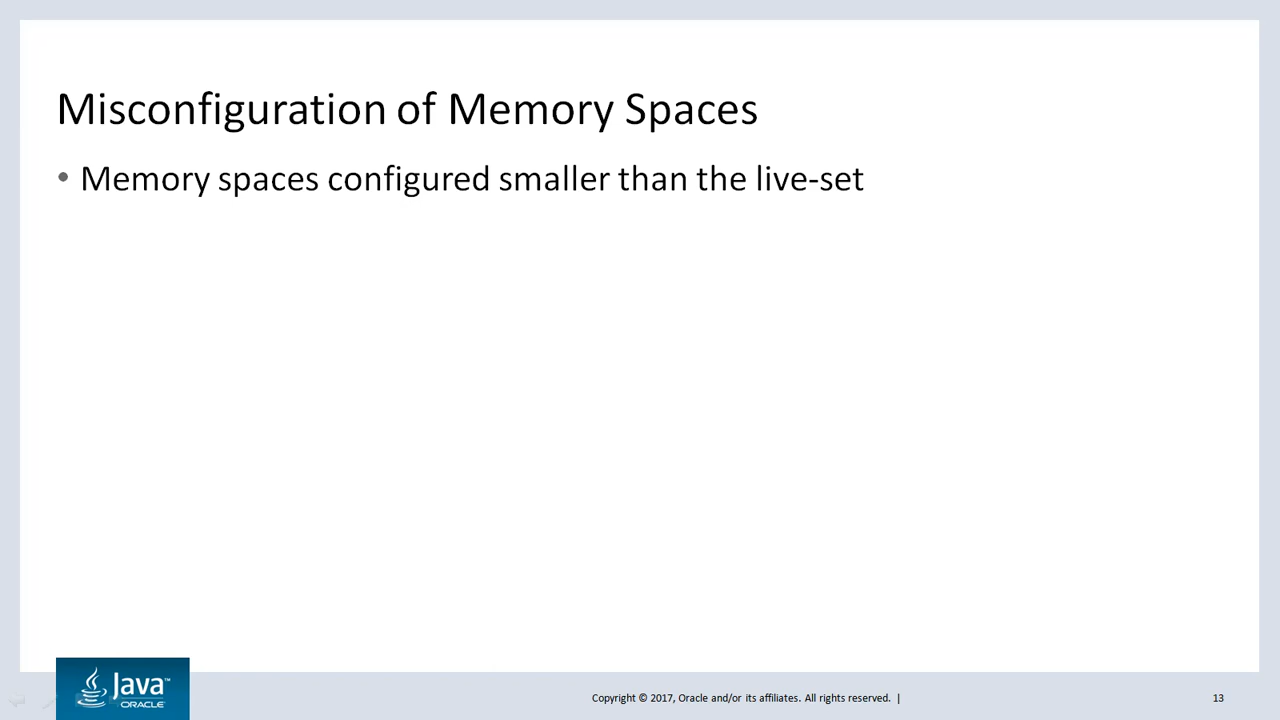 Misconfiguration of Memory Spaces
• Memory spaces configured smaller than the live-set
Java™
ORACLE
Copyright © 2017, Oracle and/or its affiliates. All rights reserved. |
13